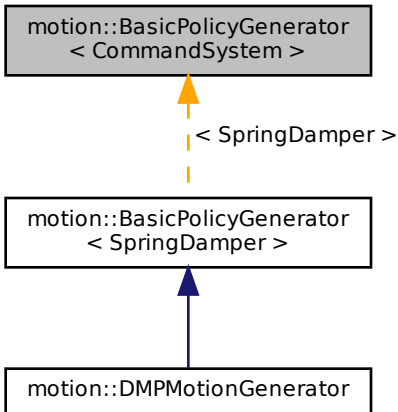 motion::BasicPolicyGenerator
< CommandSystem >
< SpringDamper >
motion::BasicPolicyGenerator
< SpringDamper >
motion::DMPMotionGenerator